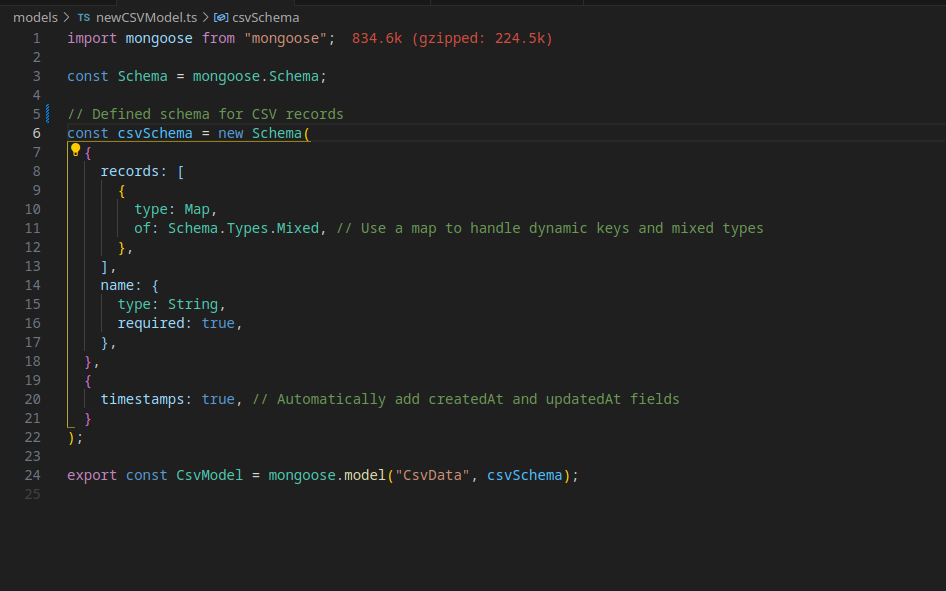 models > TS newCSVModel.ts > csvSchema
1 import mongoose from "mongoose"; 834.6k (gzipped: 224.5k)
2
3 const Schema = mongoose.Schema;
4
5 // Defined schema for CSV records
6 const csvSchema = new Schema(
7 {
8 records: [
9 {
10 type: Map,
11 of: Schema.Types.Mixed, // Use a map to handle dynamic keys and mixed types
12 },
13 ],
14 name: {
15 type: String,
16 required: true,
17 },
18 },
19 {
20 timestamps: true, // Automatically add createdAt and updatedAt fields
21 }
22 );
23
24 export const CsvModel = mongoose.model("CsvData", csvSchema);
25